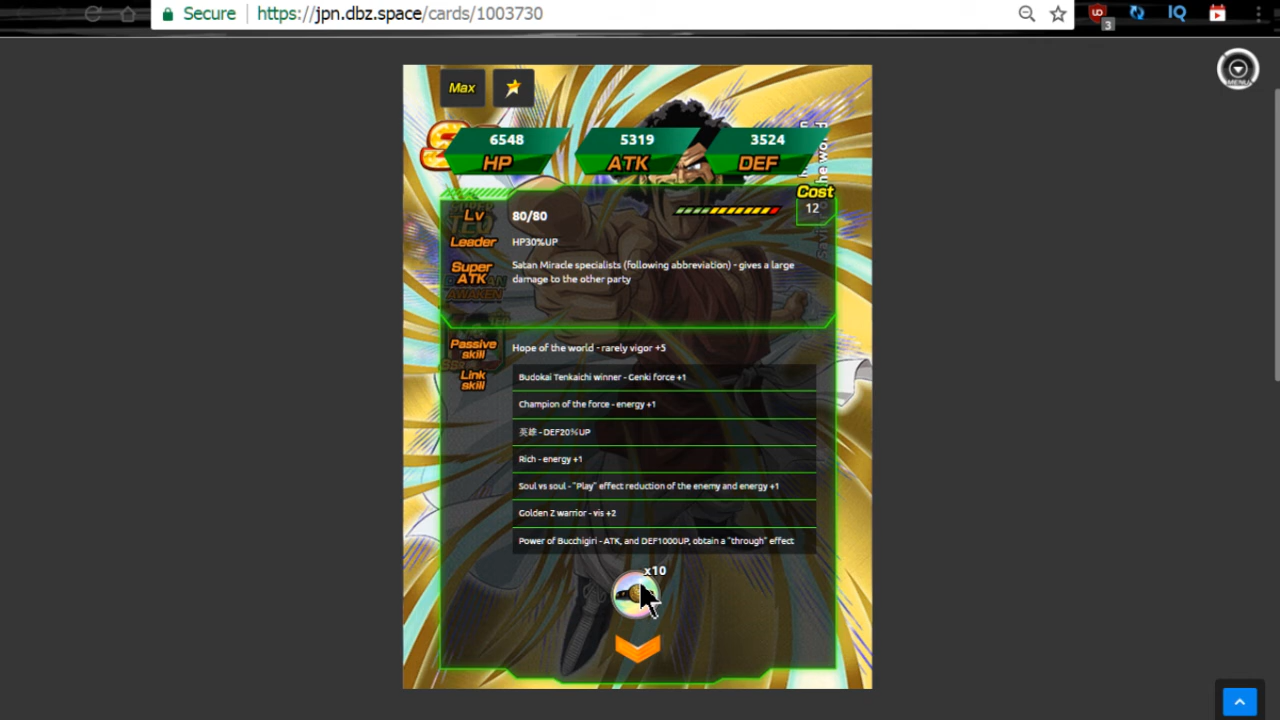 Secure https://jpn.dbz.space/cards/1003730
3
Max
6548 5319 3524
HP ATK DEF
Cost
12
Lv 80/80
Leader HP30%UP
Super ATK
Satan Miracle specialists (following abbreviation) - gives a large
damage to the other party
AWAKEN
Passive skill Hope of the world - rarely vigor +5
Link skill
Budokai Tenkaichi winner - Genki force +1
Champion of the force - energy +1
英雄 - DEF20%UP
Rich - energy +1
Soul vs soul - "Play" effect reduction of the enemy and energy +1
Golden Z warrior - vis +2
Power of Bucchigiri - ATK, and DEF1000UP, obtain a "through" effect
x10
MENU
IQ